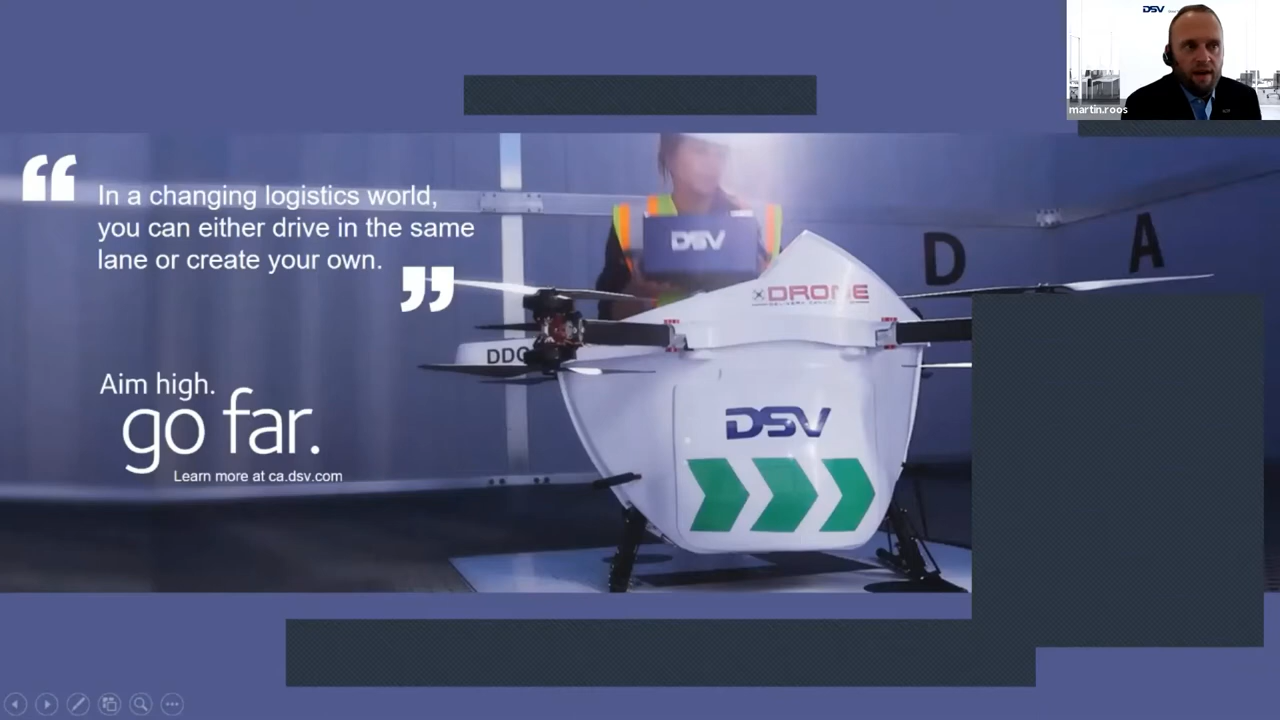 DSV
martin.roos
“ In a changing logistics world,
you can either drive in the same
lane or create your own. ”
Aim high.
go far.
Learn more at ca.dsv.com
DSV
D A
DRONE
DDC
DSV